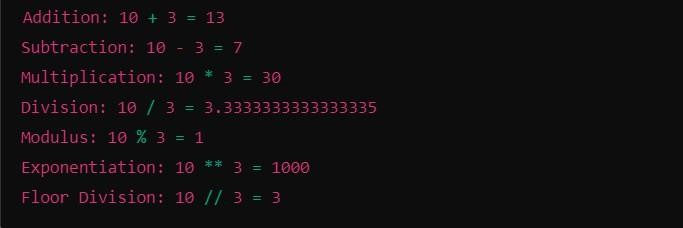 Addition: 10 + 3 = 13
Subtraction: 10 - 3 = 7
Multiplication: 10 * 3 = 30
Division: 10 / 3 = 3.3333333333333335
Modulus: 10 % 3 = 1
Exponentiation: 10 ** 3 = 1000
Floor Division: 10 // 3 = 3